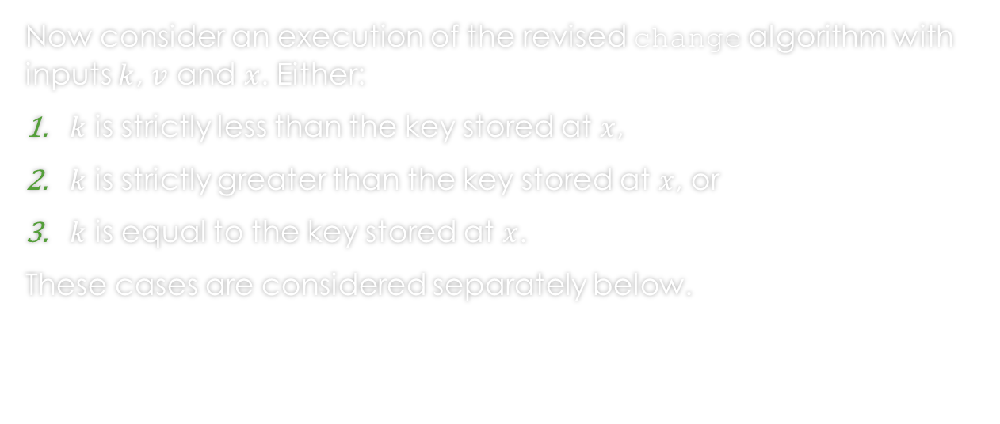 Now consider an execution of the revised change algorithm with
inputs k, v and x. Either:
1. k is strictly less than the key stored at x,
2. k is strictly greater than the key stored at x, or
3. k is equal to the key stored at x.
These cases are considered separately below.